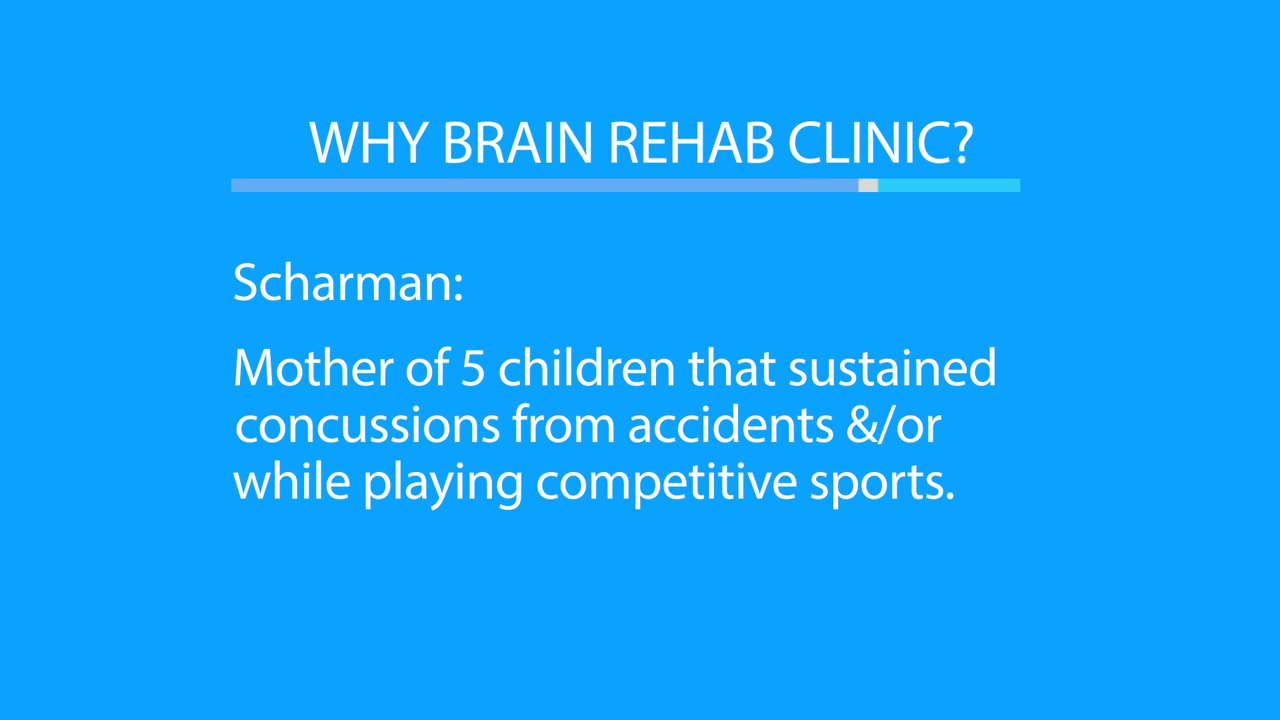 WHY BRAIN REHAB CLINIC?
Scharman:
Mother of 5 children that sustained
concussions from accidents &/or
while playing competitive sports.